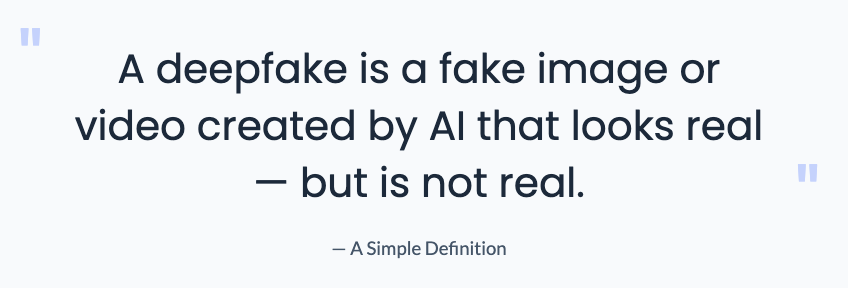 "
A deepfake is a fake image or
video created by AI that looks real
— but is not real.
"
— A Simple Definition